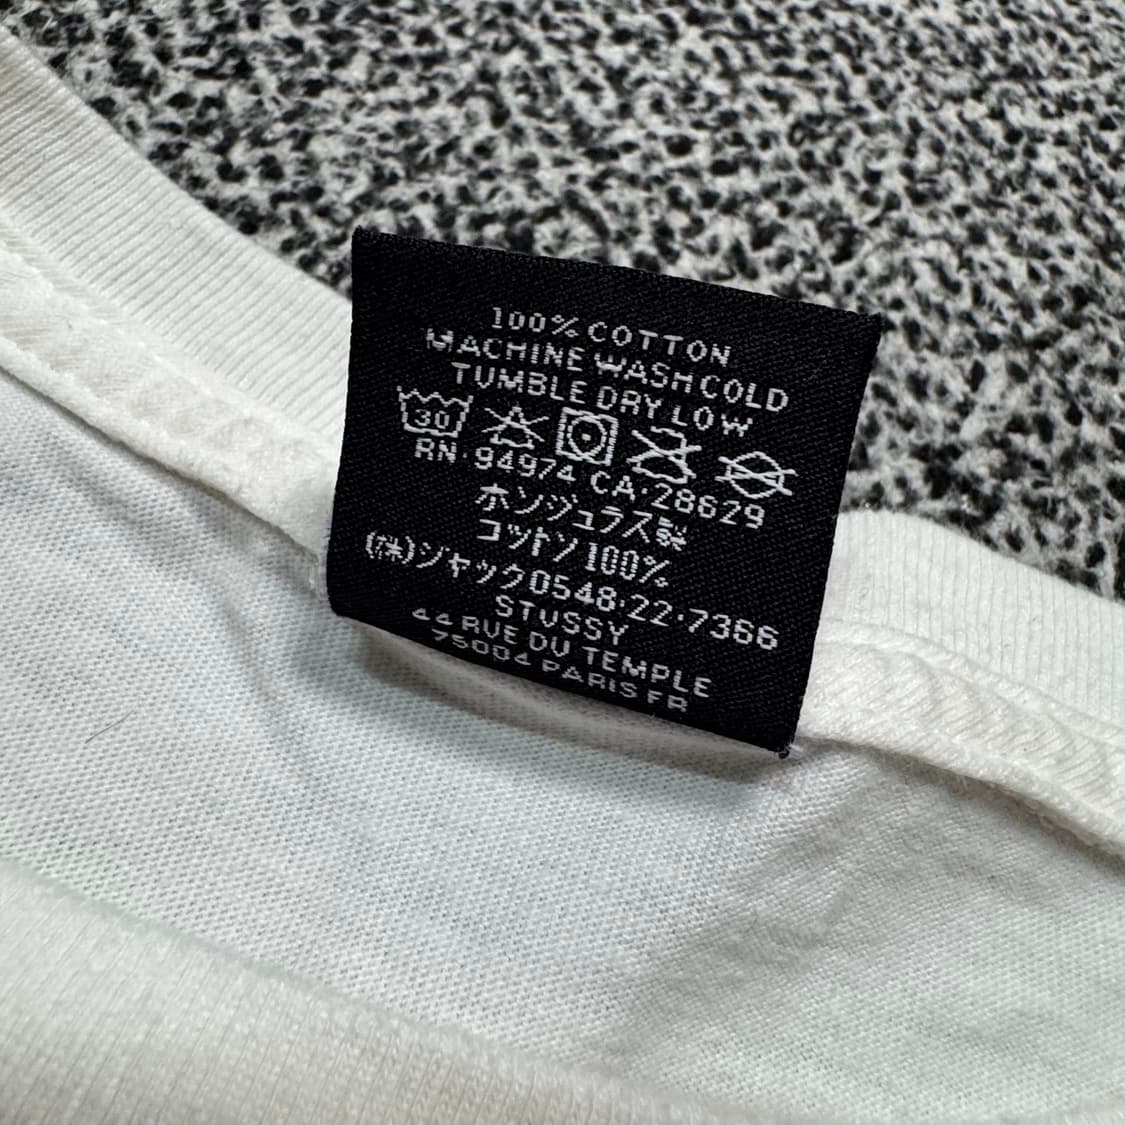 100% COTTON
MACHINE WASH COLD
TUMBLE DRY LOW
30
RN·94974 CA·28629
ホンジュラス製
コットン100%
(株)ジャック0548·22·7366
STUSSY
44 RUE DU TEMPLE
75004 PARIS FR